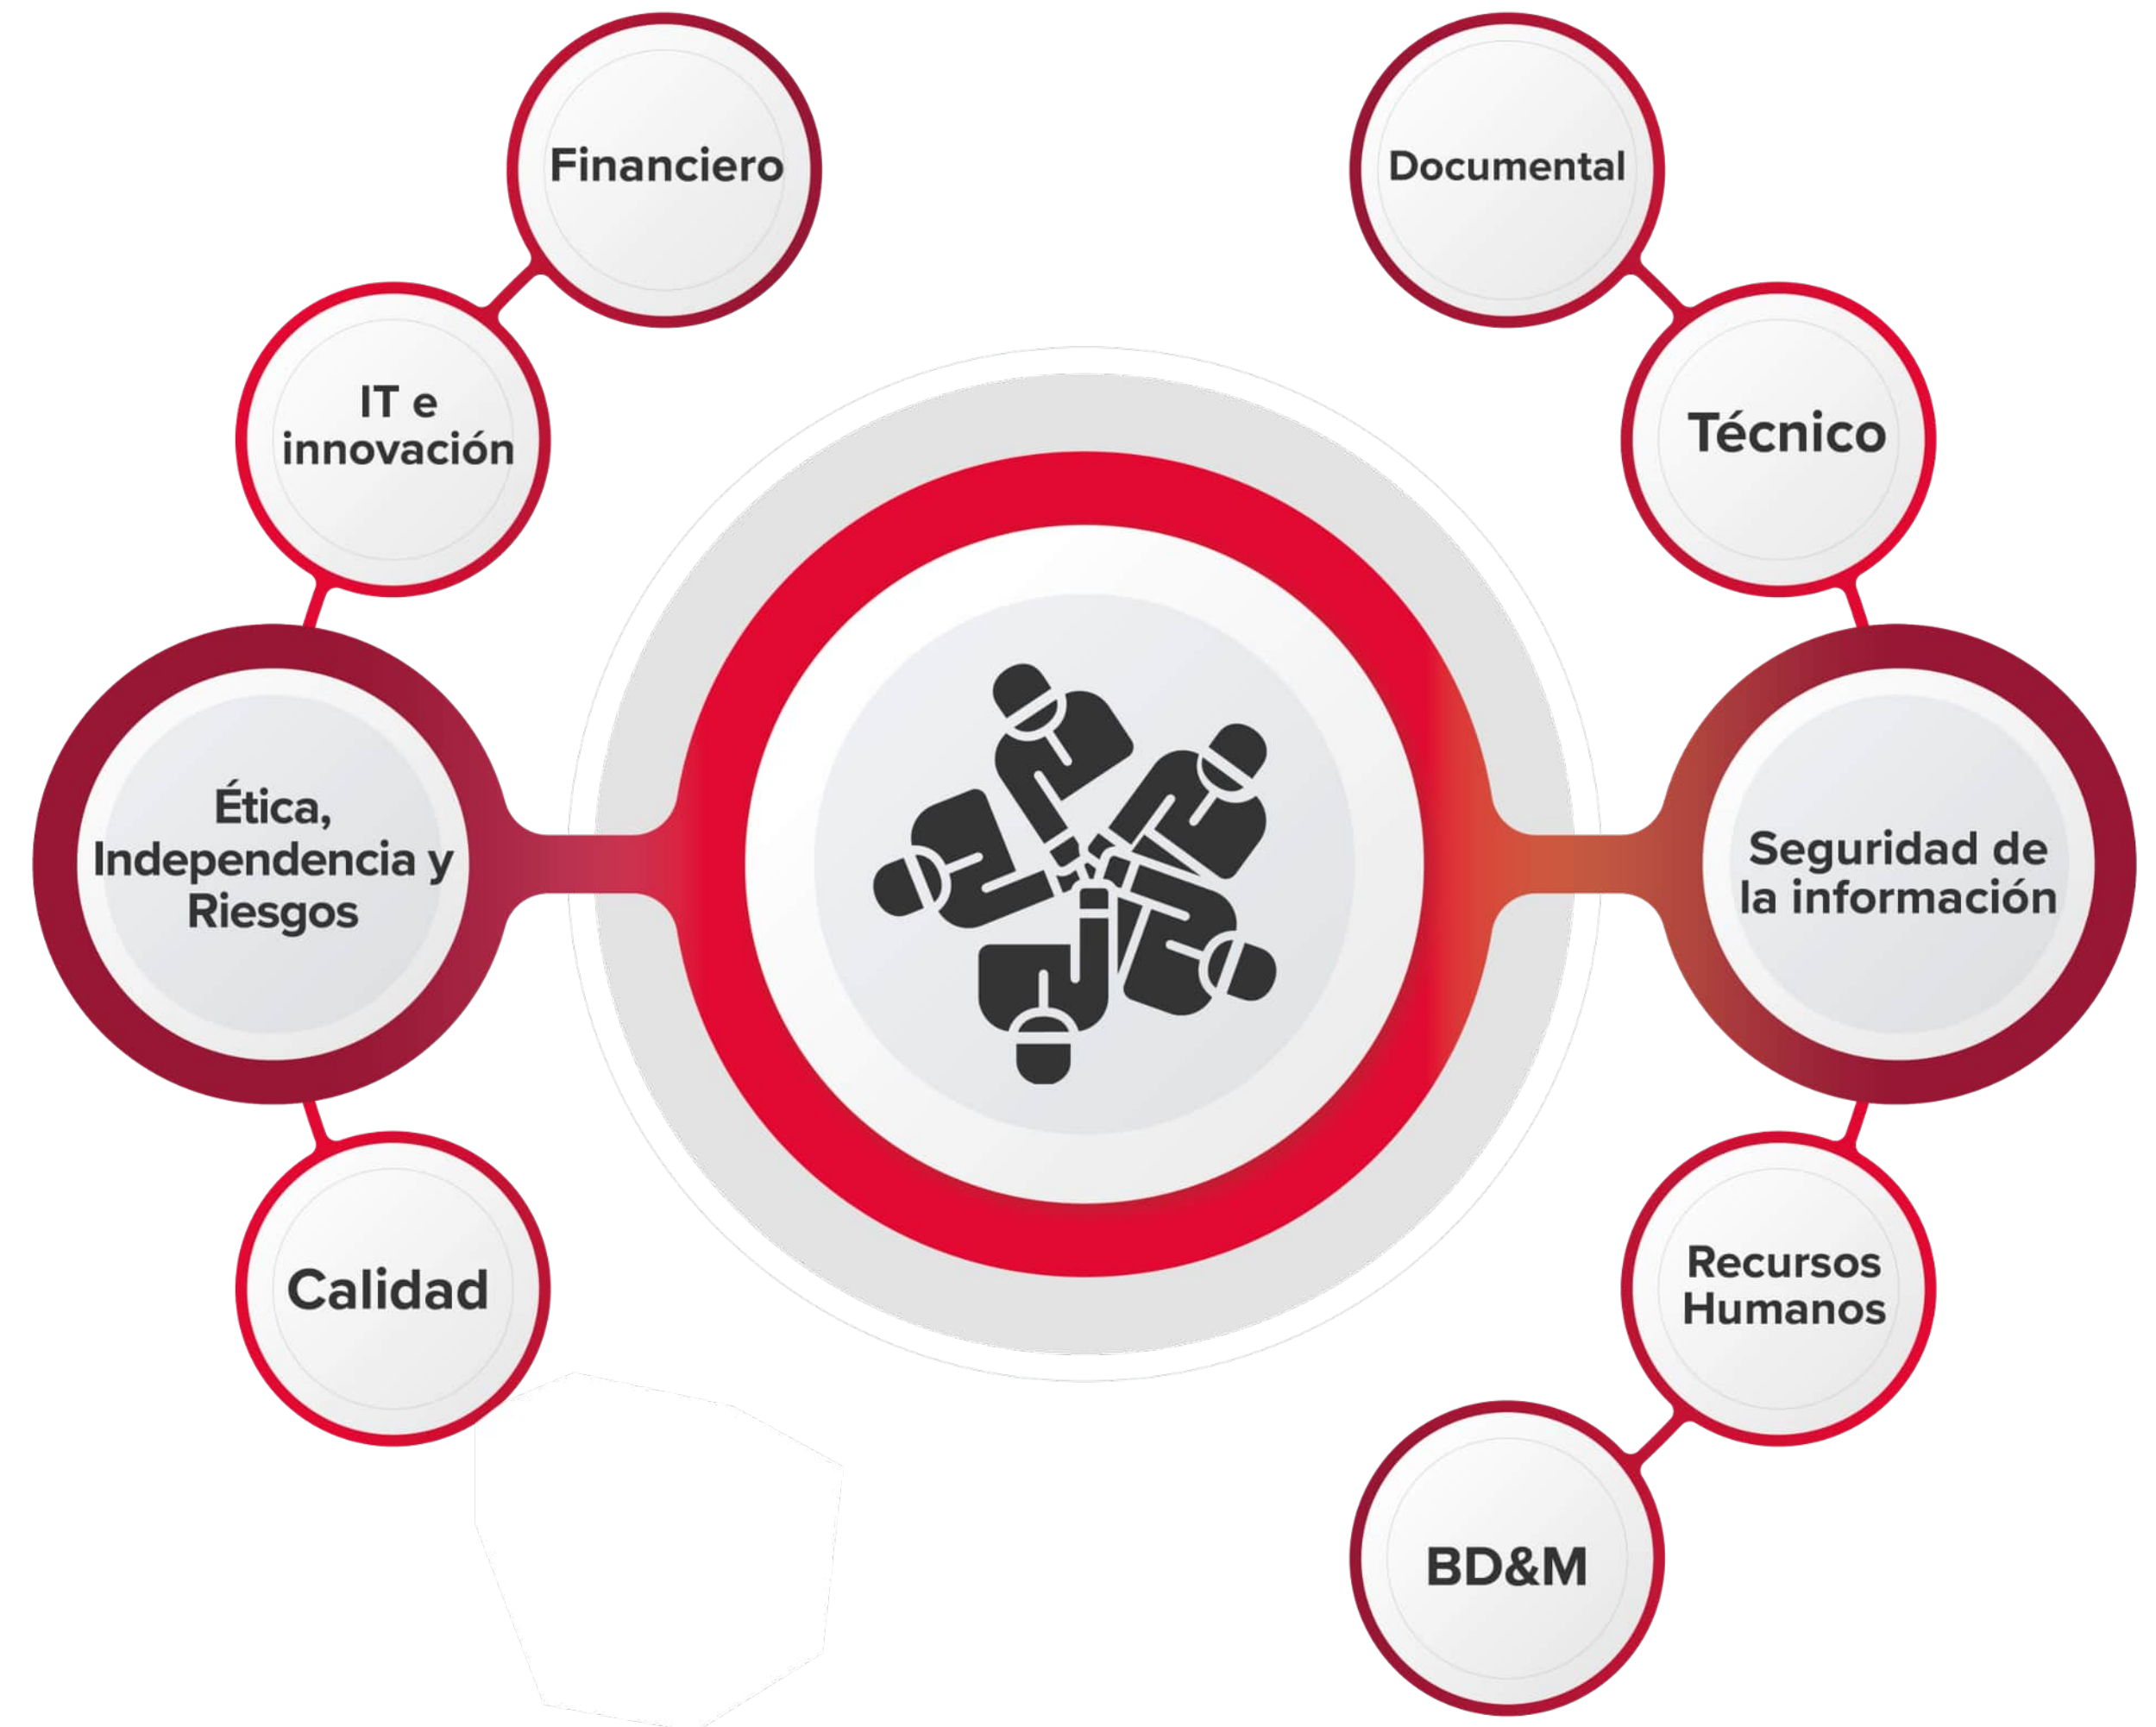 Financiero
IT e
innovación
Ética,
Independencia y
Riesgos
Calidad
Documental
Técnico
Seguridad de
la información
Recursos
Humanos
BD&M